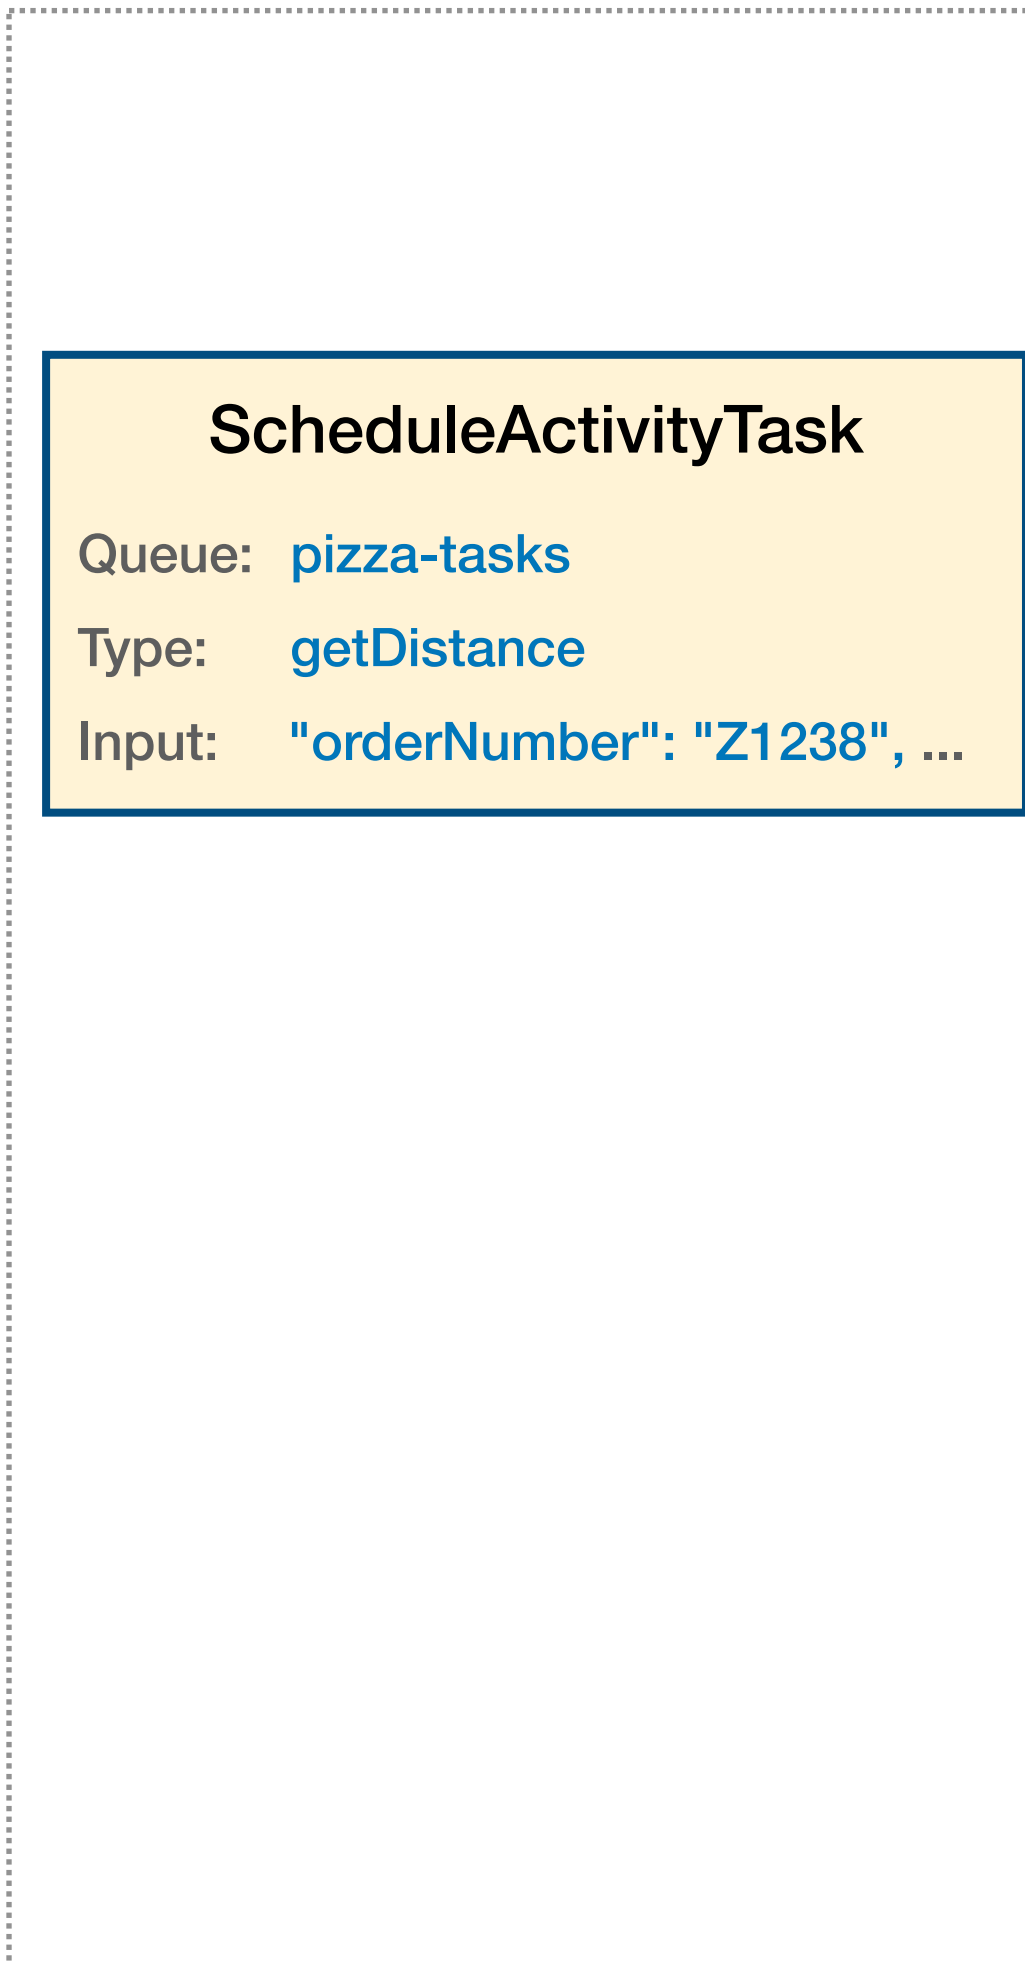 ScheduleActivityTask
Queue: pizza-tasks
Type: getDistance
Input: "orderNumber": "Z1238", ...